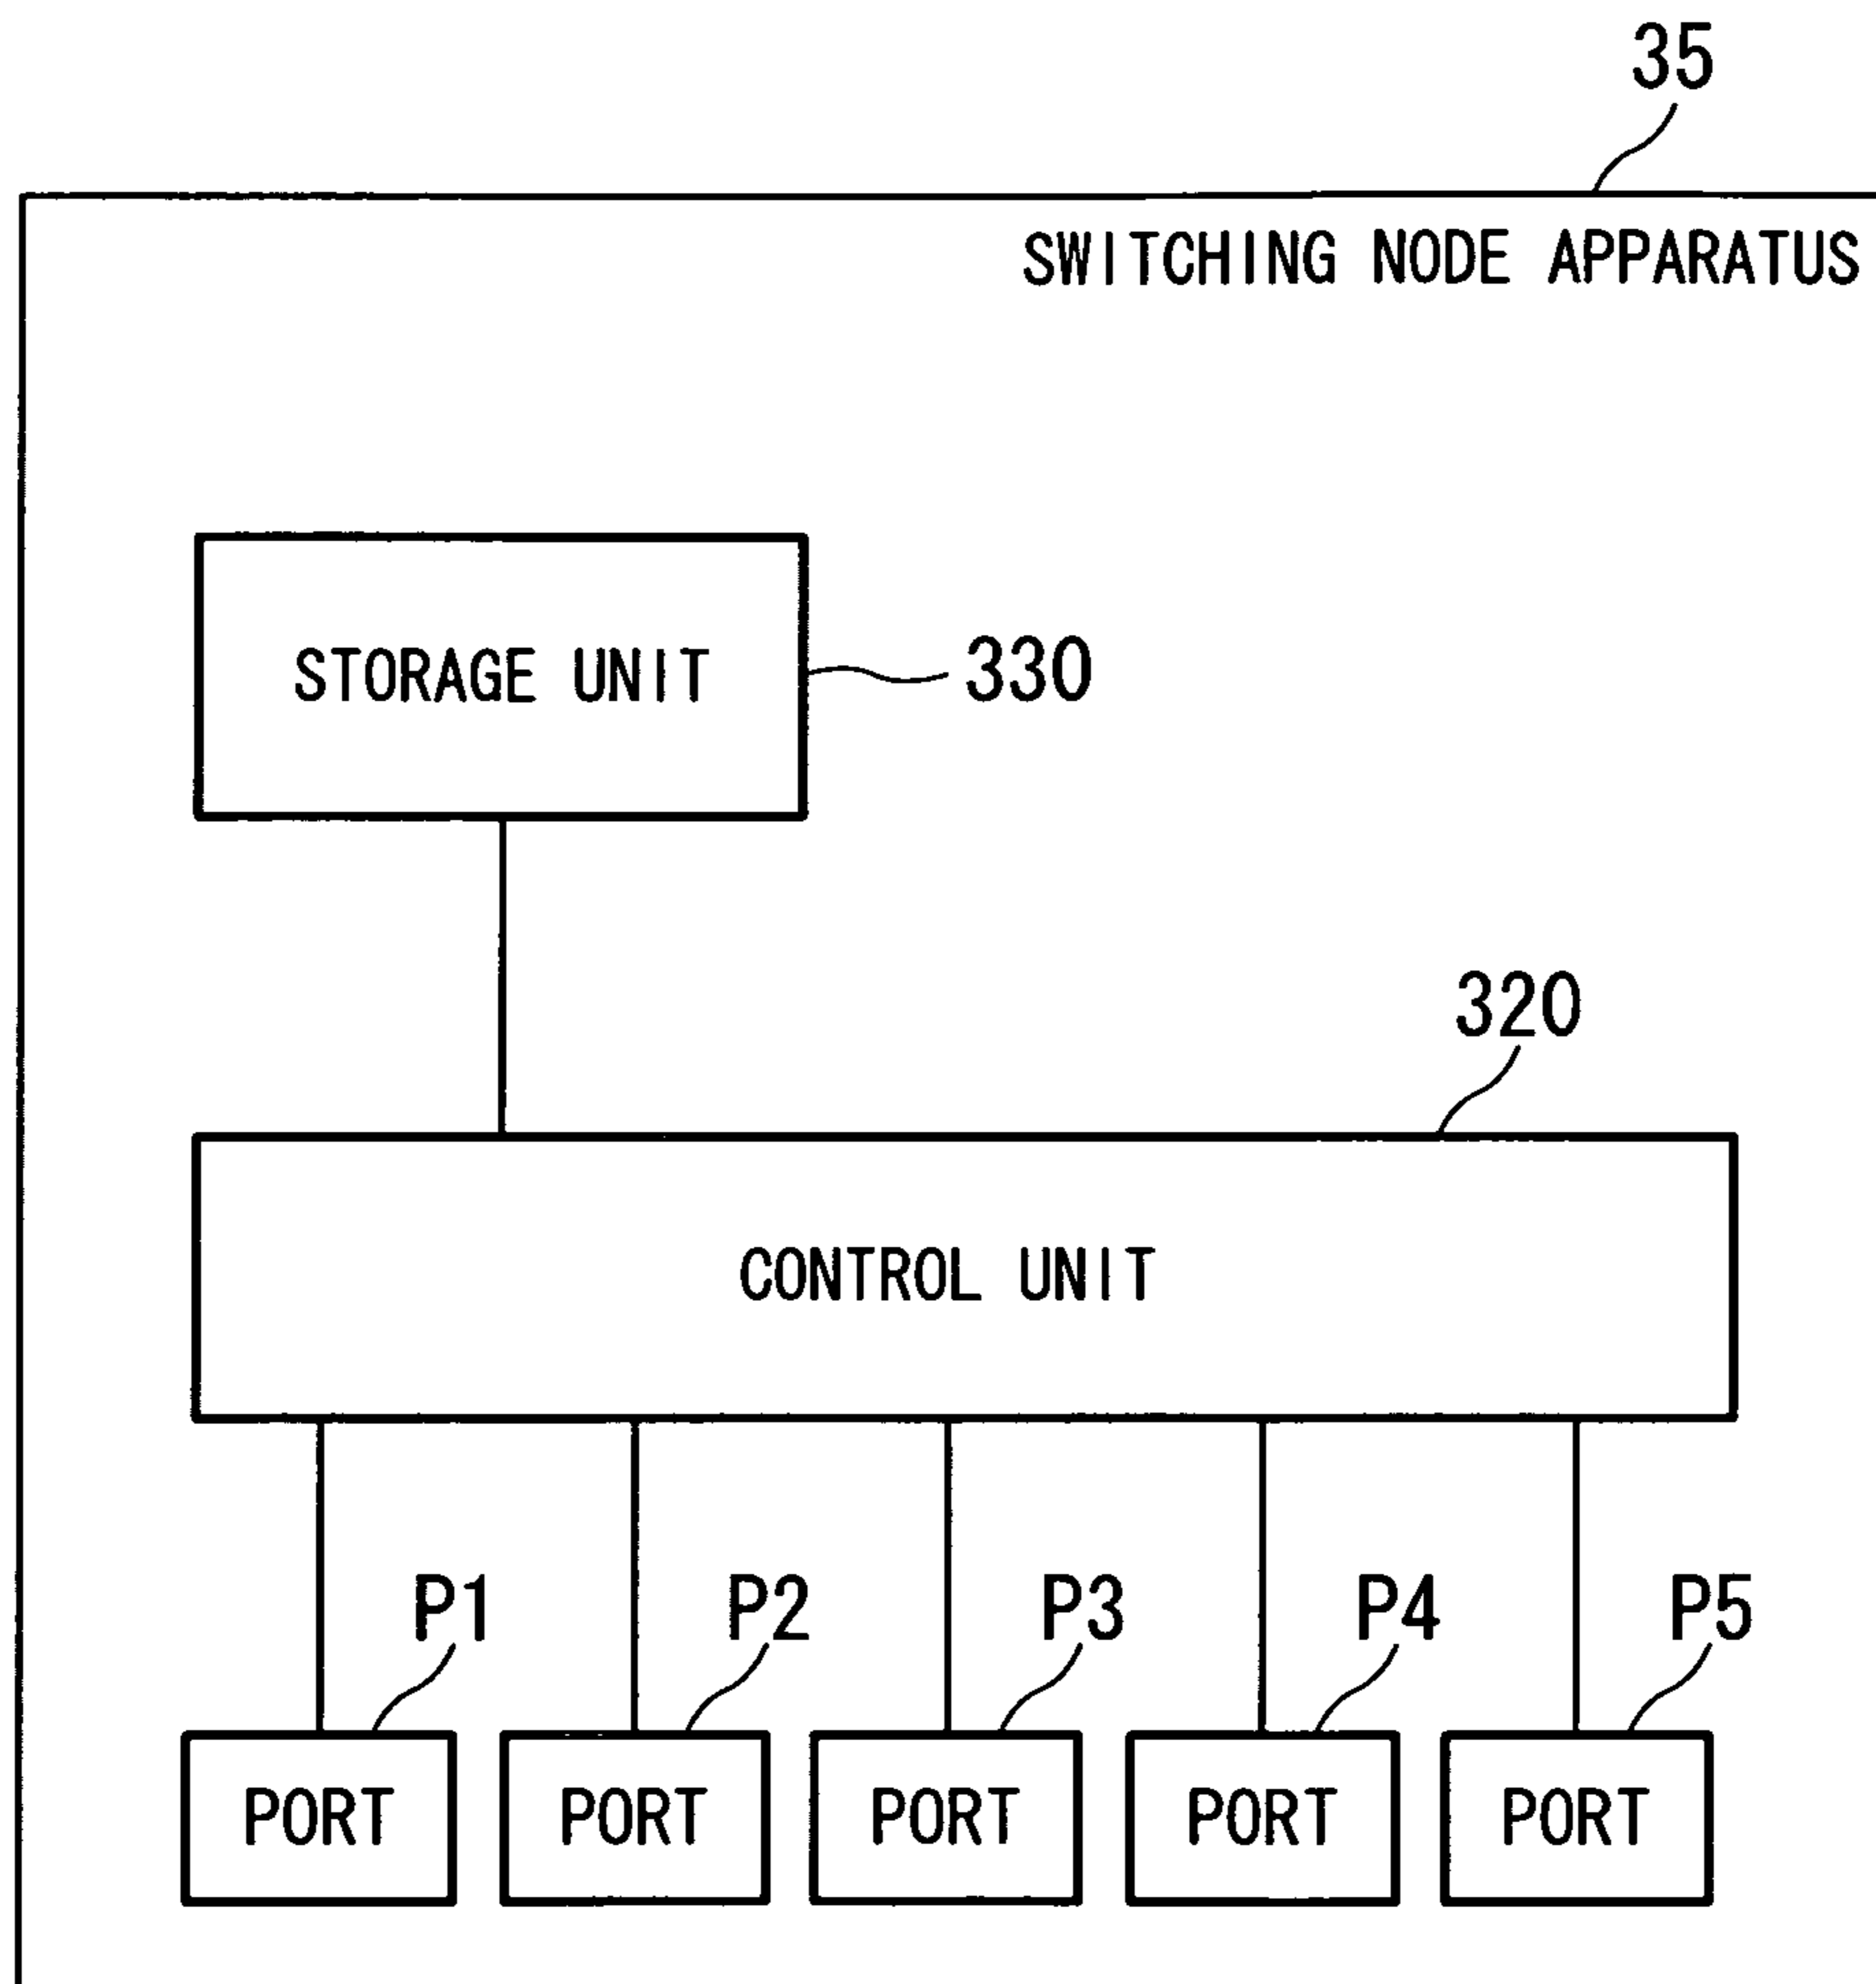 35
SWITCHING NODE APPARATUS
STORAGE UNIT
330
320
CONTROL UNIT
P1 P2 P3 P4 P5
PORT PORT PORT PORT PORT